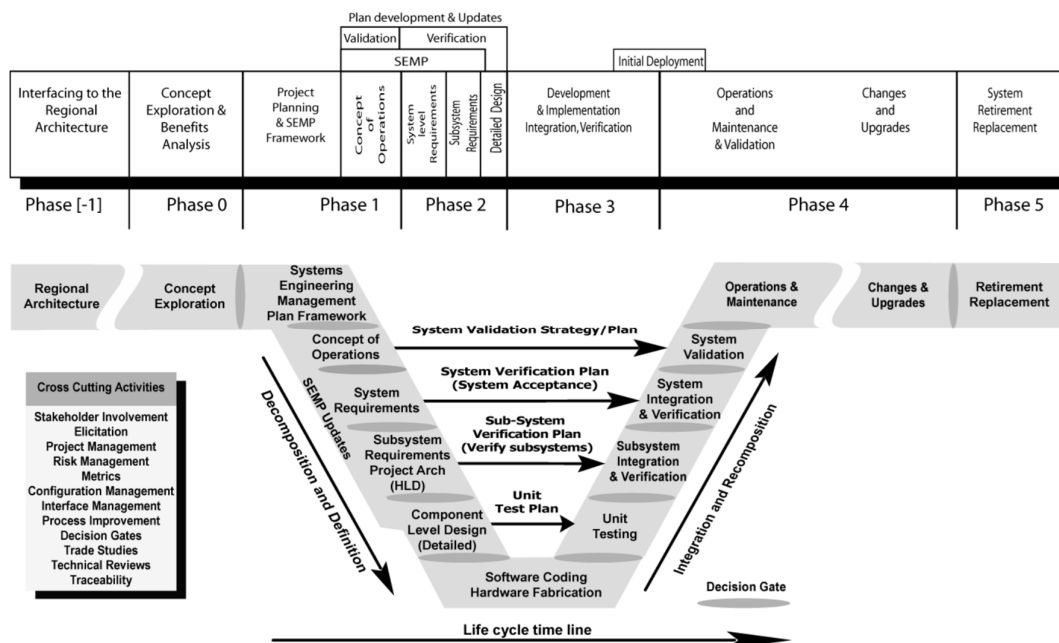 Plan development & Updates
Validation
Verification
SEMP
Initial Deployment
Interfacing to the
Regional
Architecture
Concept
Exploration &
Benefits
Analysis
Project
Planning
& SEMP
Framework
Concept
of
Operations
System
level
Requirements
Subsystem
Requirements
Detailed Design
Development
& Implementation
Integration, Verification
Operations
and
Maintenance
& Validation
Changes
and
Upgrades
System
Retirement
Replacement
Phase [-1]
Phase 0
Phase 1
Phase 2
Phase 3
Phase 4
Phase 5
Regional
Architecture
Concept
Exploration
Systems
Engineering
Management
Plan Framework
Operations &
Maintenance
Changes &
Upgrades
Retirement
Replacement
Concept of
Operations
System Validation Strategy/Plan
System
Validation
System
Requirements
System Verification Plan
(System Acceptance)
System
Integration
& Verification
SEMP Updates
Subsystem
Requirements
Project Arch
(HLD)
Sub-System
Verification Plan
(Verify subsystems)
Subsystem
Integration
& Verification
Component
Level Design
(Detailed)
Unit
Test Plan
Unit
Testing
Software Coding
Hardware Fabrication
Decomposition and Definition
Integration and Recomposition
Cross Cutting Activities
Stakeholder Involvement
Elicitation
Project Management
Risk Management
Metrics
Configuration Management
Interface Management
Process Improvement
Decision Gates
Trade Studies
Technical Reviews
Traceability
Decision Gate
Life cycle time line